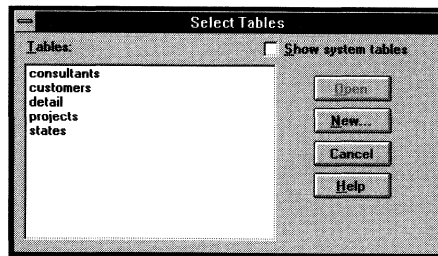 Select Tables
Tables:
Show system tables
consultants
customers
detail
projects
states
Open
New...
Cancel
Help